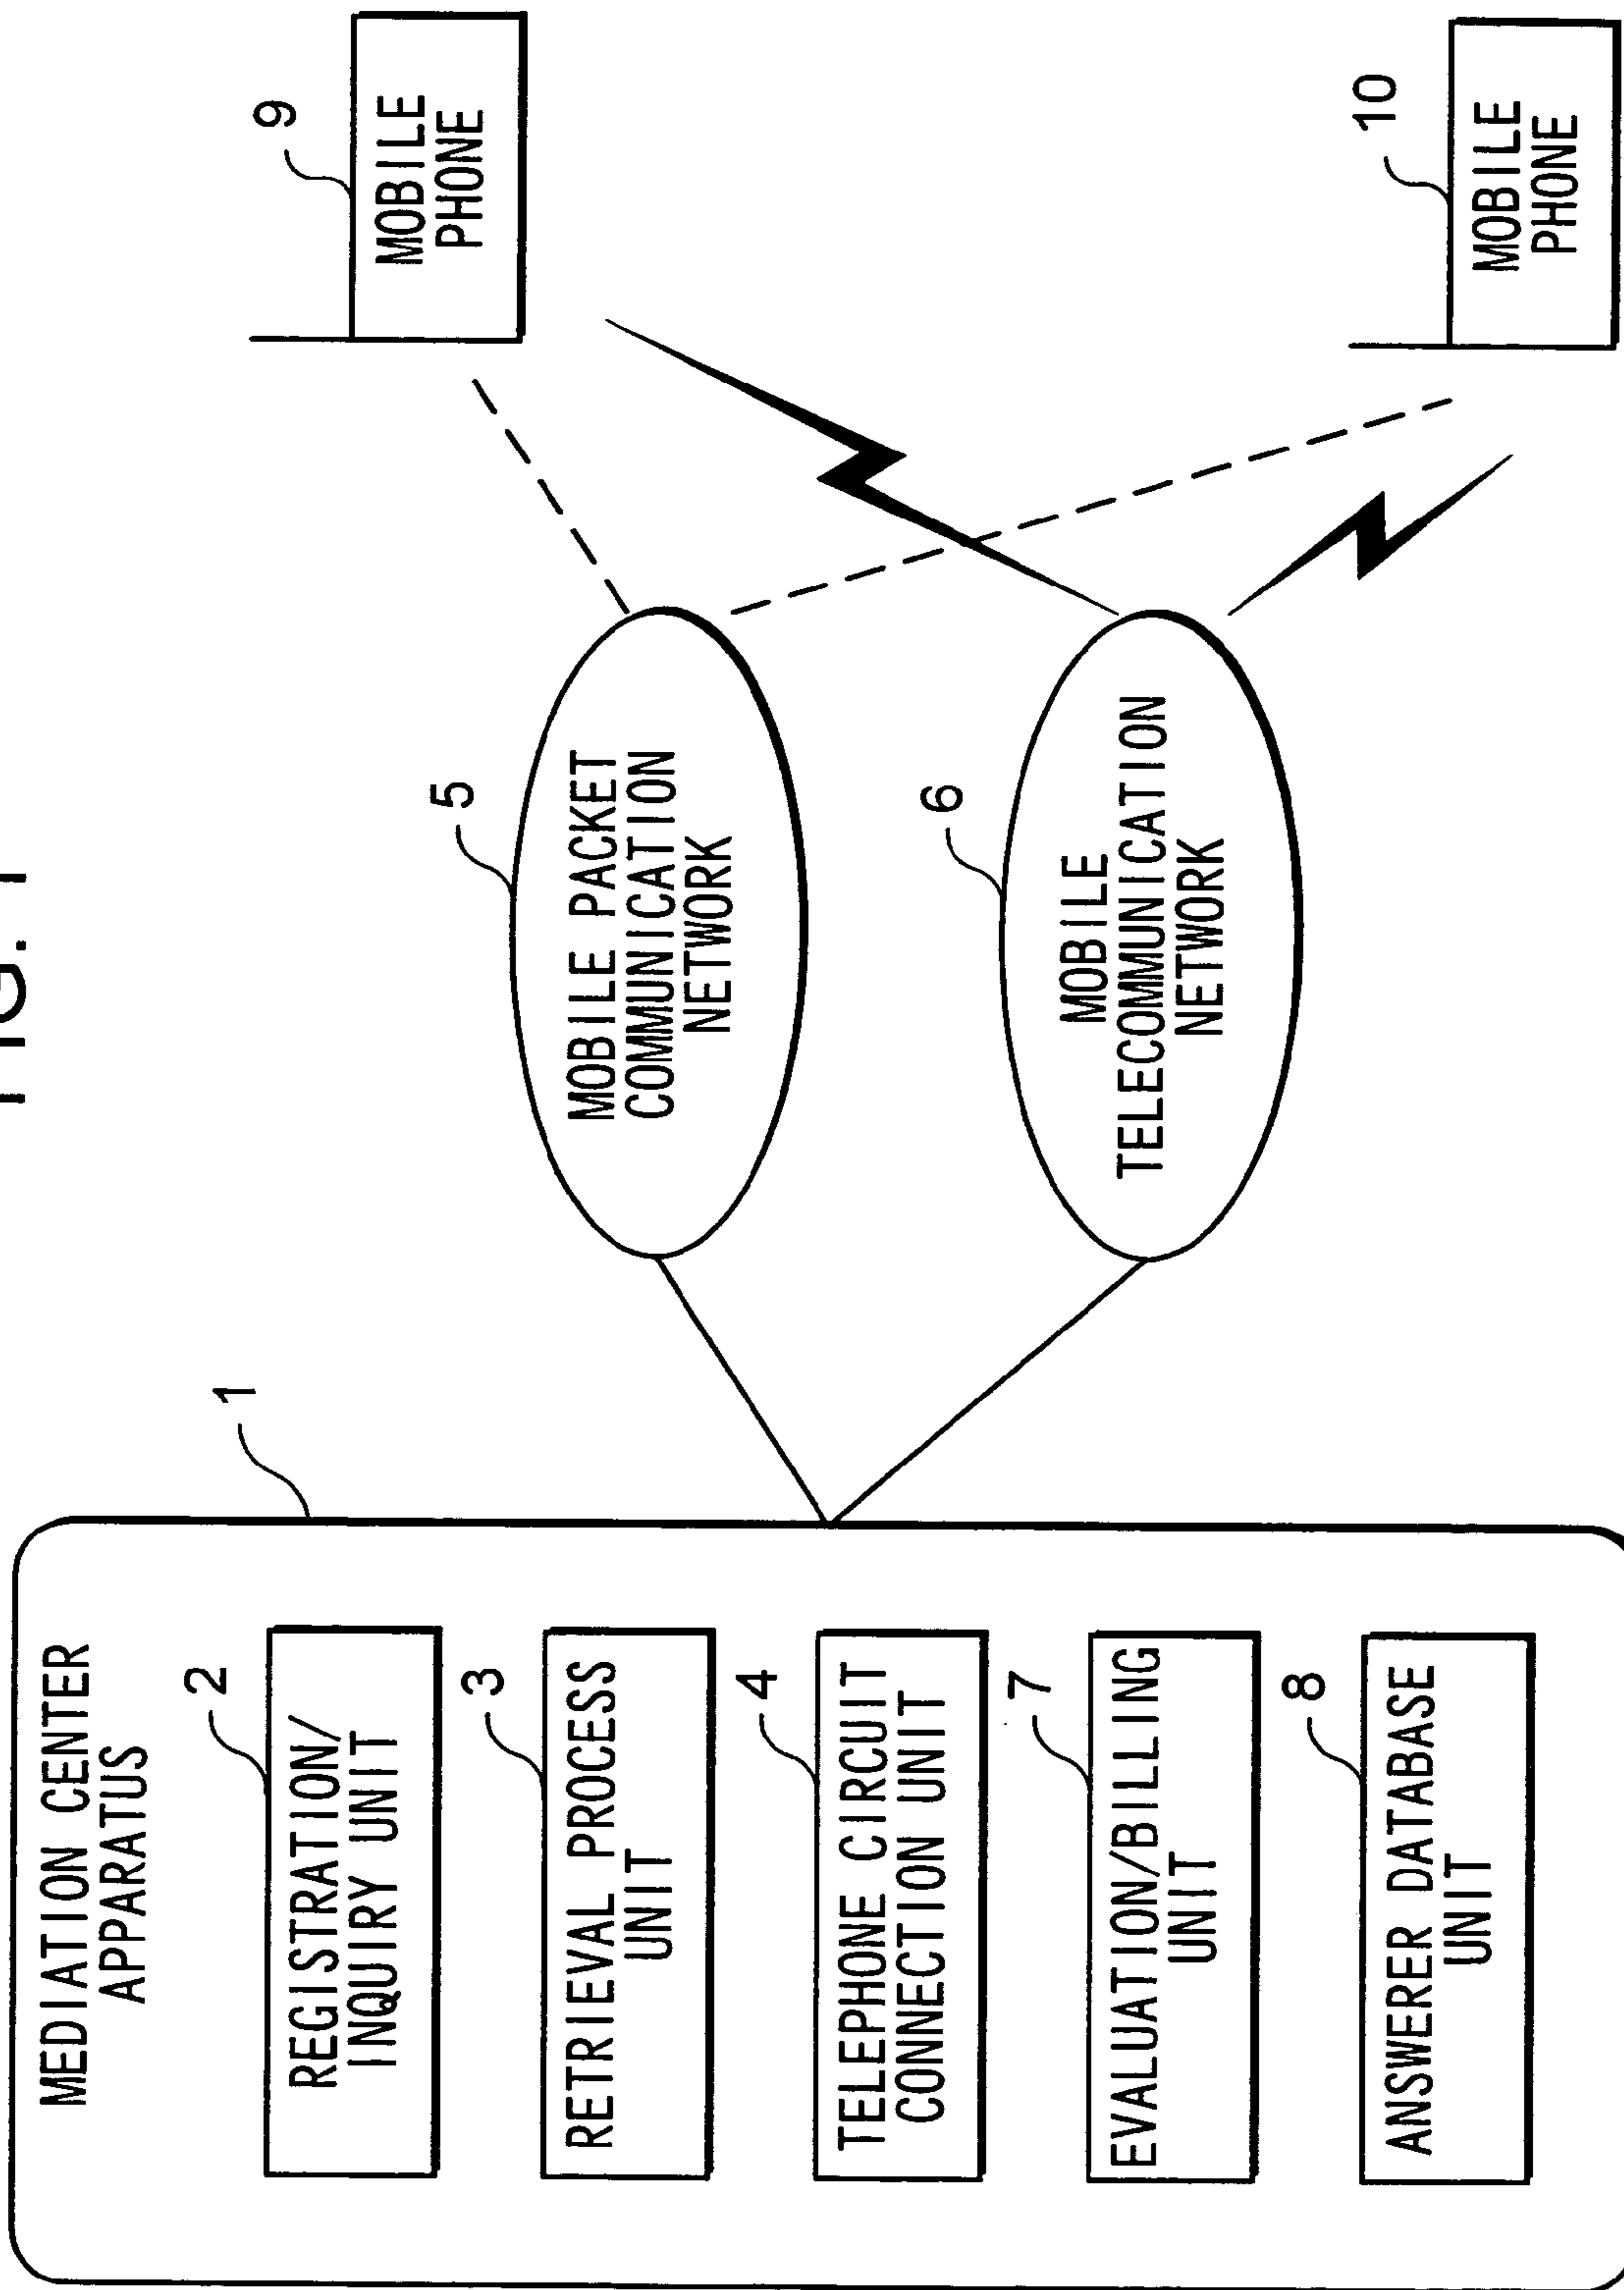 FIG. 1
MEDIATION CENTER
APPARATUS
1
2
REGISTRATION/
INQUIRY UNIT
3
RETRIEVAL PROCESS
UNIT
4
TELEPHONE CIRCUIT
CONNECTION UNIT
7
EVALUATION/BILLING
UNIT
8
ANSWERER DATABASE
UNIT
5
MOBILE PACKET
COMMUNICATION
NETWORK
6
MOBILE
TELECOMMUNICATION
NETWORK
9
MOBILE
PHONE
10
MOBILE
PHONE